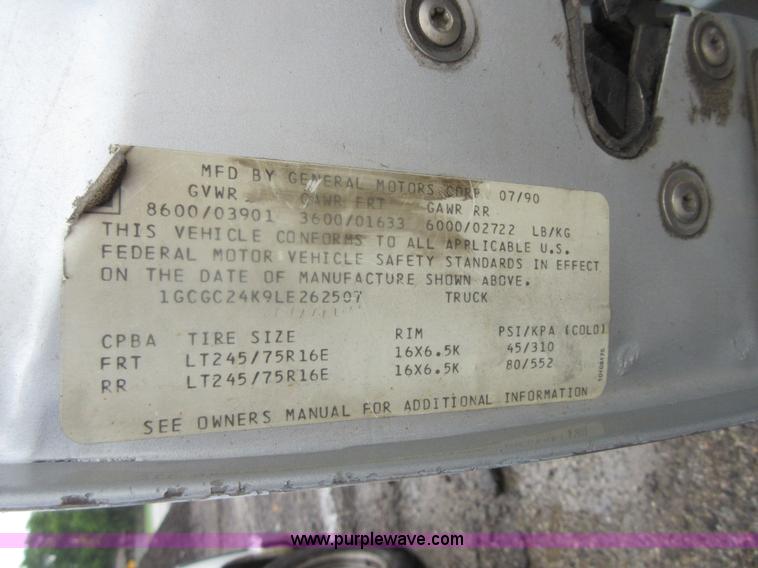 MFD BY GENERAL MOTORS CORP 07/90
GVWR GAWR FRT GAWR RR
8600/03901 3600/01633 6000/02722 LB/KG
THIS VEHICLE CONFORMS TO ALL APPLICABLE U.S.
FEDERAL MOTOR VEHICLE SAFETY STANDARDS IN EFFECT
ON THE DATE OF MANUFACTURE SHOWN ABOVE.
1GCGC24K9LE262507 TRUCK
CPBA TIRE SIZE RIM PSI/KPA (COLD)
FRT LT245/75R16E 16X6.5K 45/310
RR LT245/75R16E 16X6.5K 80/552
SEE OWNERS MANUAL FOR ADDITIONAL INFORMATION
www.purplewave.com